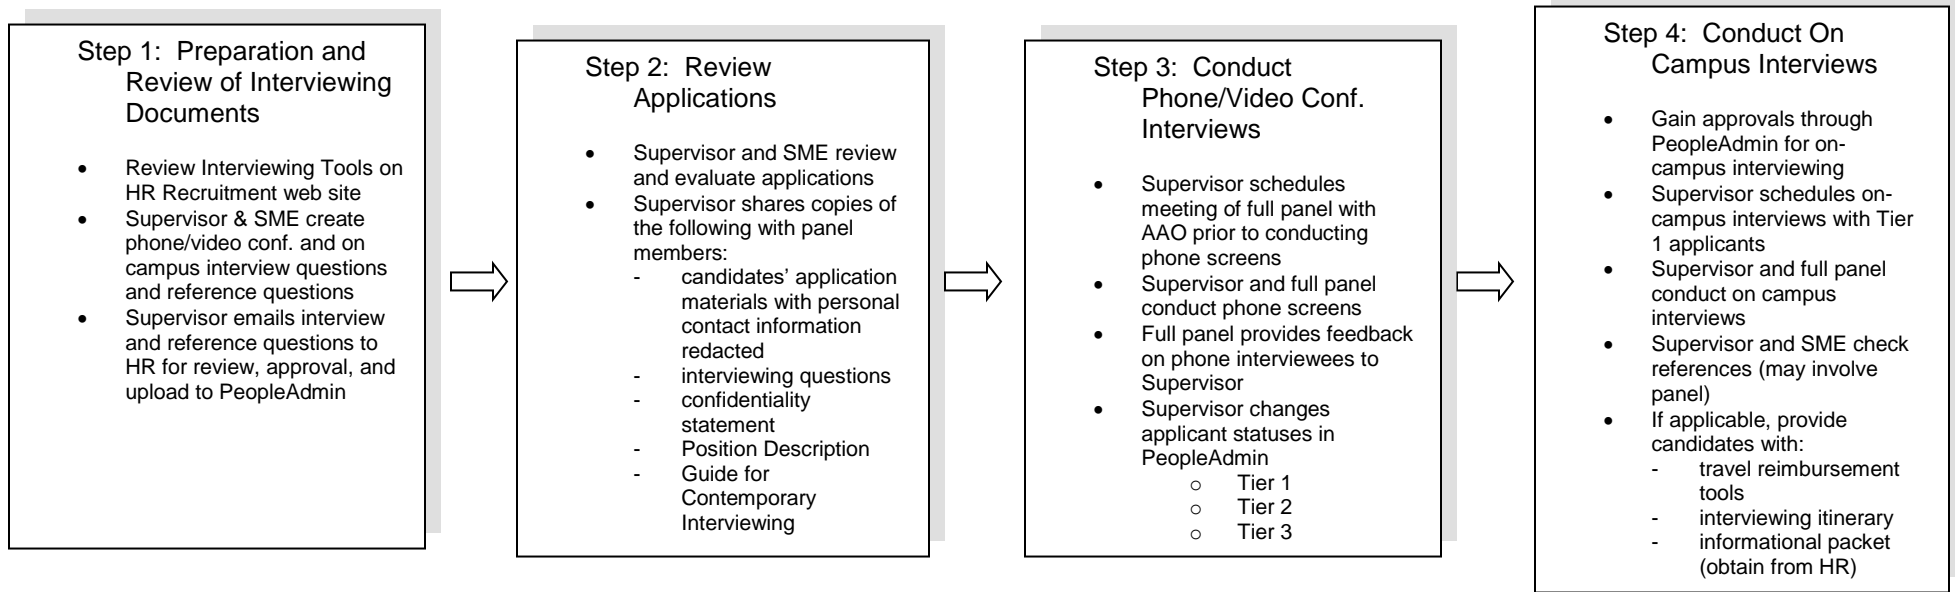 Step 1:  Preparation and
Review of Interviewing
Documents
• Review Interviewing Tools on
HR Recruitment web site
• Supervisor & SME create
phone/video conf. and on
campus interview questions
and reference questions
• Supervisor emails interview
and reference questions to
HR for review, approval, and
upload to PeopleAdmin
Step 2:  Review
Applications
• Supervisor and SME review
and evaluate applications
• Supervisor shares copies of
the following with panel
members:
- candidates’ application
materials with personal
contact information
redacted
- interviewing questions
- confidentiality
statement
- Position Description
- Guide for
Contemporary
Interviewing
Step 3:  Conduct
Phone/Video Conf.
Interviews
• Supervisor schedules
meeting of full panel with
AAO prior to conducting
phone screens
• Supervisor and full panel
conduct phone screens
• Full panel provides feedback
on phone interviewees to
Supervisor
• Supervisor changes
applicant statuses in
PeopleAdmin
o Tier 1
o Tier 2
o Tier 3
Step 4:  Conduct On
Campus Interviews
• Gain approvals through
PeopleAdmin for on-
campus interviewing
• Supervisor schedules on-
campus interviews with Tier
1 applicants
• Supervisor and full panel
conduct on campus
interviews
• Supervisor and SME check
references (may involve
panel)
• If applicable, provide
candidates with:
- travel reimbursement
tools
- interviewing itinerary
- informational packet
(obtain from HR)